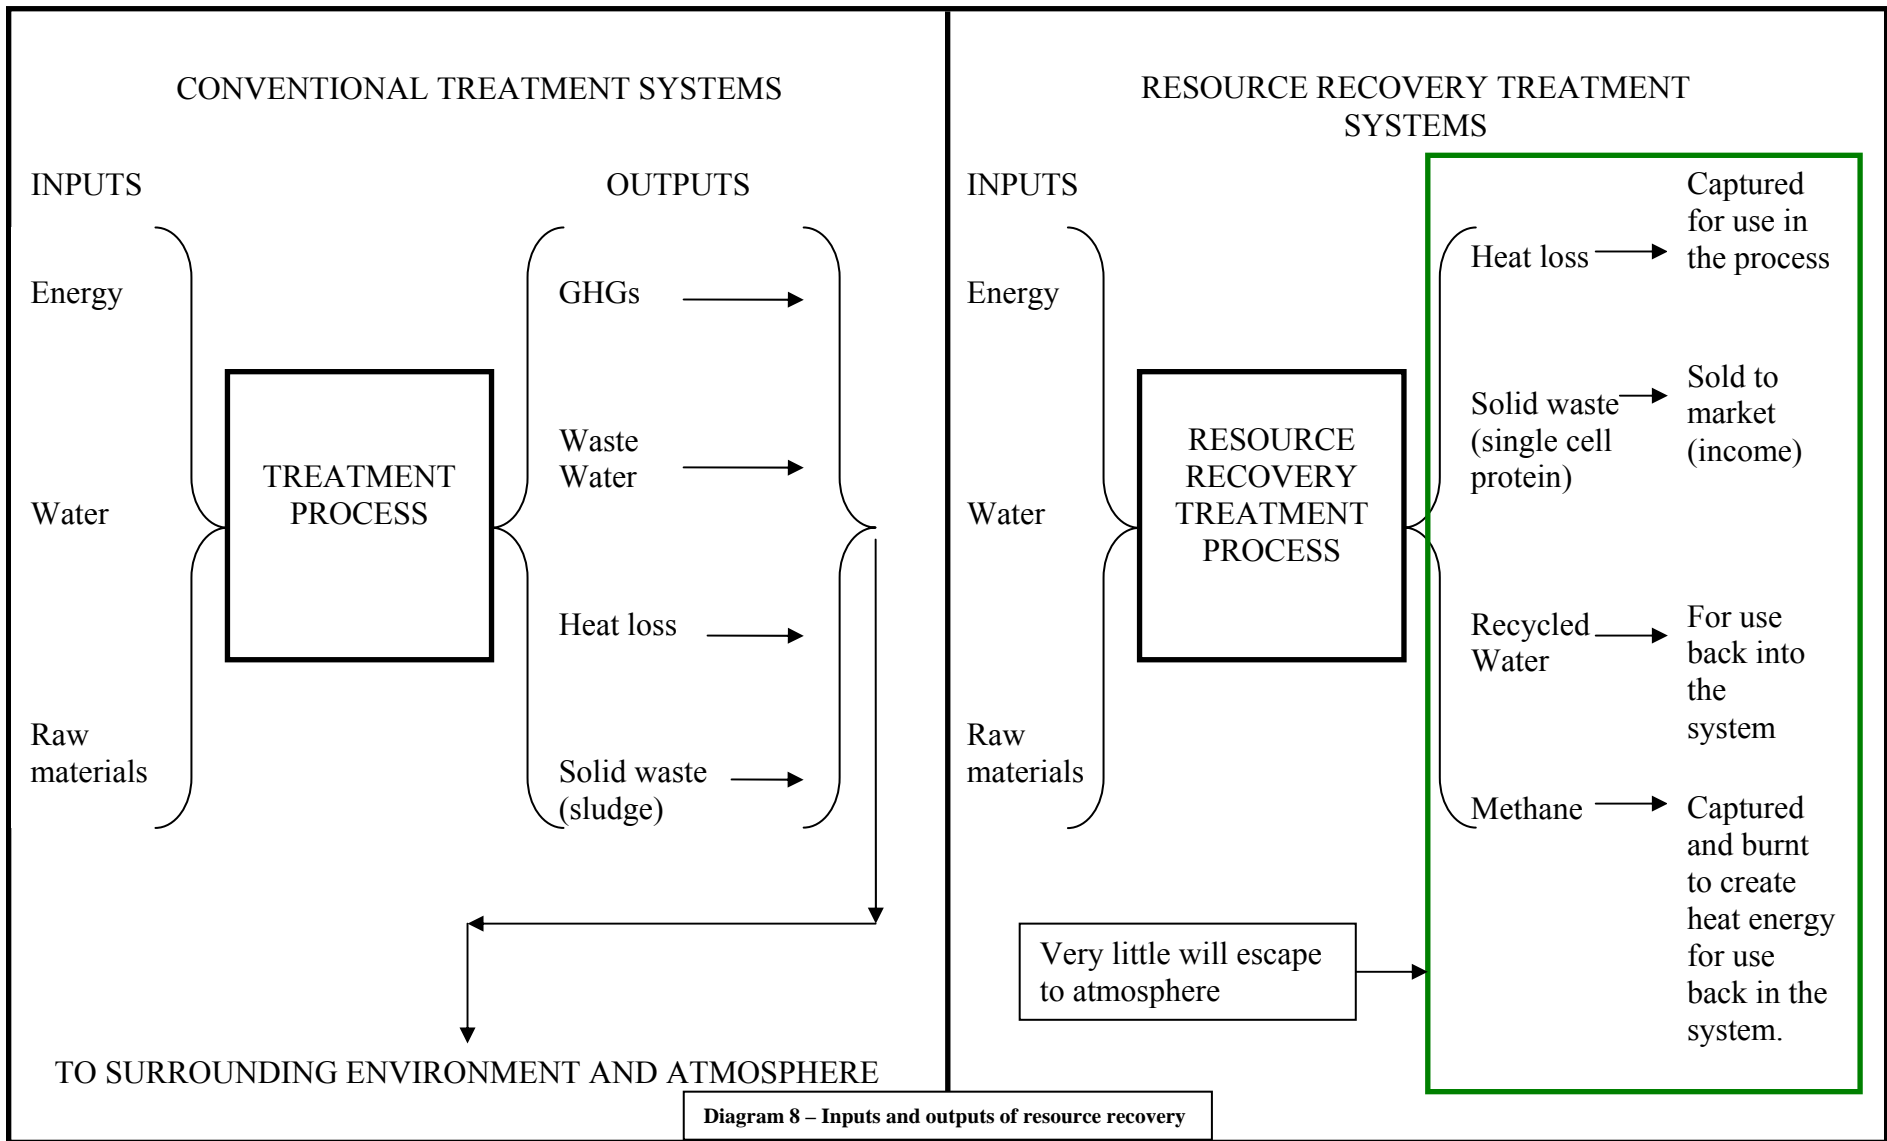 CONVENTIONAL TREATMENT SYSTEMS
INPUTS
OUTPUTS
Energy
Water
Raw
materials
TREATMENT
PROCESS
GHGs
Waste
Water
Heat loss
Solid waste
(sludge)
TO SURROUNDING ENVIRONMENT AND ATMOSPHERE
RESOURCE RECOVERY TREATMENT
SYSTEMS
INPUTS
Energy
Water
Raw
materials
RESOURCE
RECOVERY
TREATMENT
PROCESS
Heat loss
Captured
for use in
the process
Solid waste
(single cell
protein)
Sold to
market
(income)
Recycled
Water
For use
back into
the
system
Methane
Captured
and burnt
to create
heat energy
for use
back in the
system.
Very little will escape
to atmosphere
Diagram 8 – Inputs and outputs of resource recovery